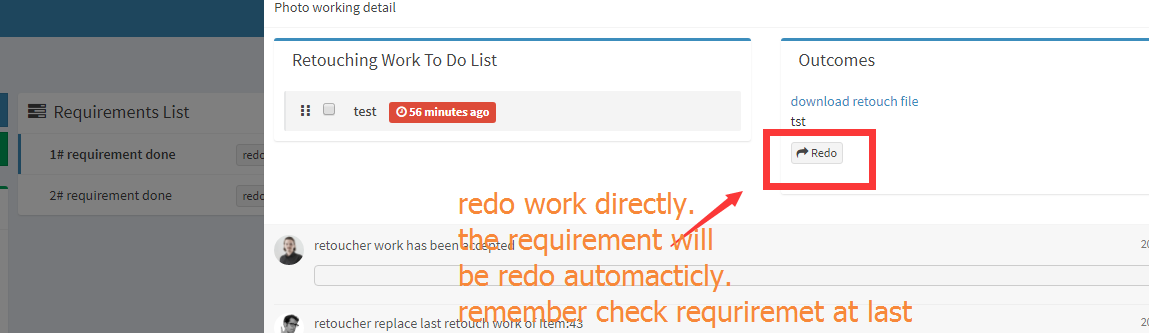 Photo working detail
Retouching Work To Do List
Outcomes
test 56 minutes ago
download retouch file
tst
Redo
Requirements List
1# requirement done redo
2# requirement done redo
redo work directly.
the requirement will
be redo automacticly.
remember check requriremet at last
retoucher work has been accepted 20
retoucher replace last retouch work of item:43 20